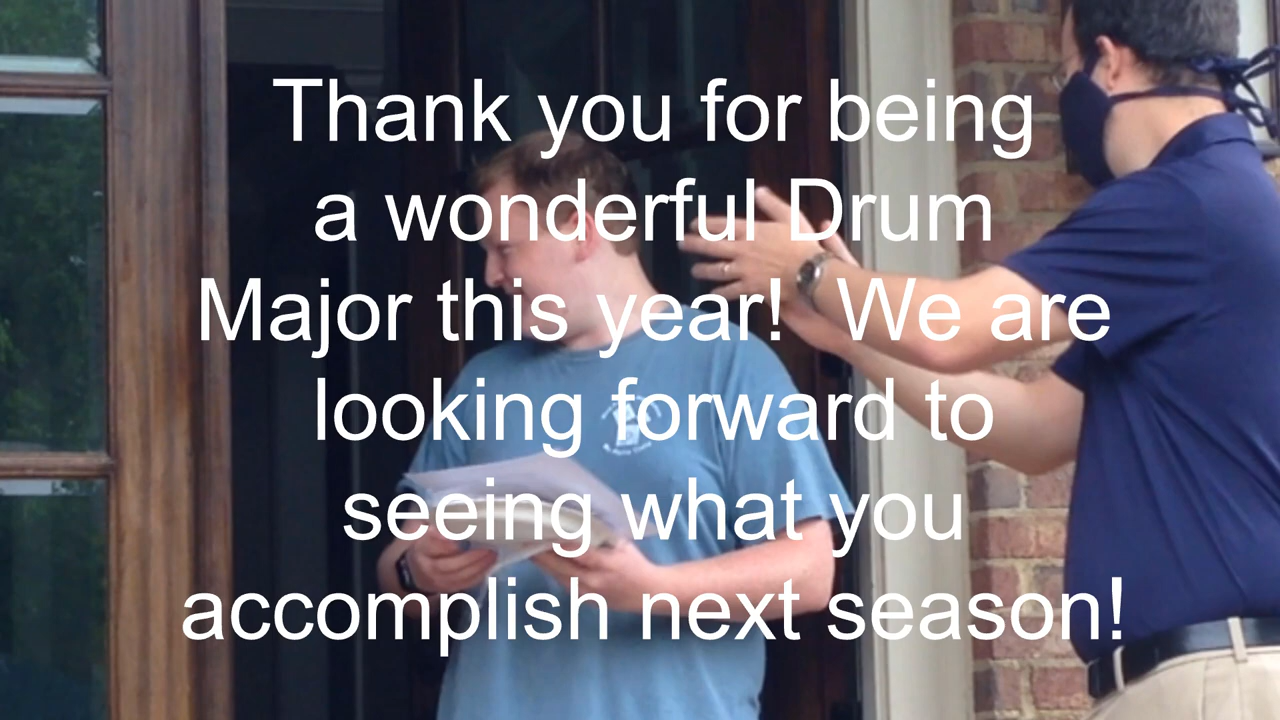 Thank you for being
a wonderful Drum
Major this year!  We are
looking forward to
seeing what you
accomplish next season!